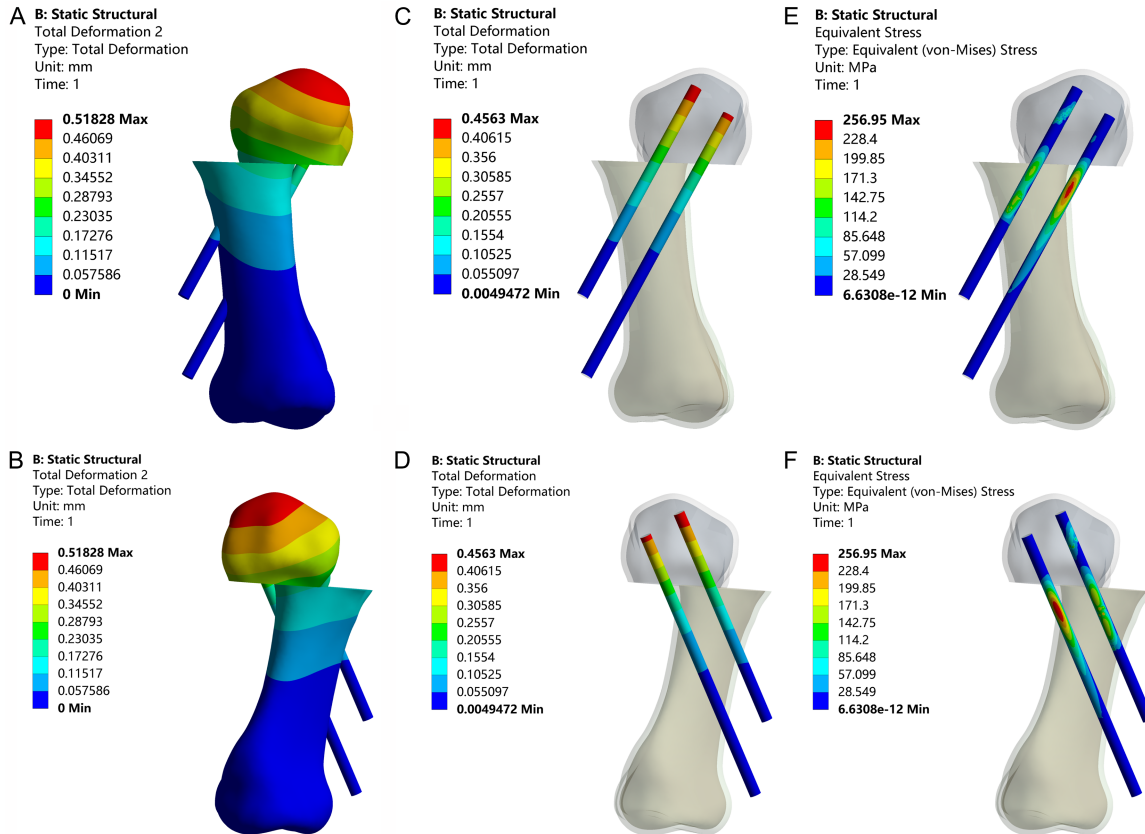 A
B: Static Structural
Total Deformation 2
Type: Total Deformation
Unit: mm
Time: 1
0.51828 Max
0.46069
0.40311
0.34552
0.28793
0.23035
0.17276
0.11517
0.057586
0 Min
C
B: Static Structural
Total Deformation
Type: Total Deformation
Unit: mm
Time: 1
0.4563 Max
0.40615
0.356
0.30585
0.2557
0.20555
0.1554
0.10525
0.055097
0.0049472 Min
E
B: Static Structural
Equivalent Stress
Type: Equivalent (von-Mises) Stress
Unit: MPa
Time: 1
256.95 Max
228.4
199.85
171.3
142.75
114.2
85.648
57.099
28.549
6.6308e-12 Min
B
B: Static Structural
Total Deformation 2
Type: Total Deformation
Unit: mm
Time: 1
0.51828 Max
0.46069
0.40311
0.34552
0.28793
0.23035
0.17276
0.11517
0.057586
0 Min
D
B: Static Structural
Total Deformation
Type: Total Deformation
Unit: mm
Time: 1
0.4563 Max
0.40615
0.356
0.30585
0.2557
0.20555
0.1554
0.10525
0.055097
0.0049472 Min
F
B: Static Structural
Equivalent Stress
Type: Equivalent (von-Mises) Stress
Unit: MPa
Time: 1
256.95 Max
228.4
199.85
171.3
142.75
114.2
85.648
57.099
28.549
6.6308e-12 Min